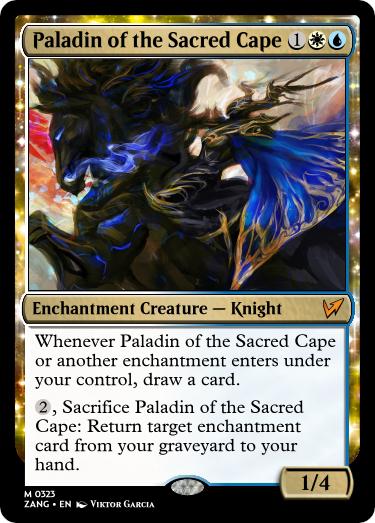 Paladin of the Sacred Cape 1
Enchantment Creature — Knight
Whenever Paladin of the Sacred Cape
or another enchantment enters under
your control, draw a card.
2, Sacrifice Paladin of the Sacred
Cape: Return target enchantment
card from your graveyard to your
hand.
1/4
M 0323
ZANG • EN Viktor Garcia